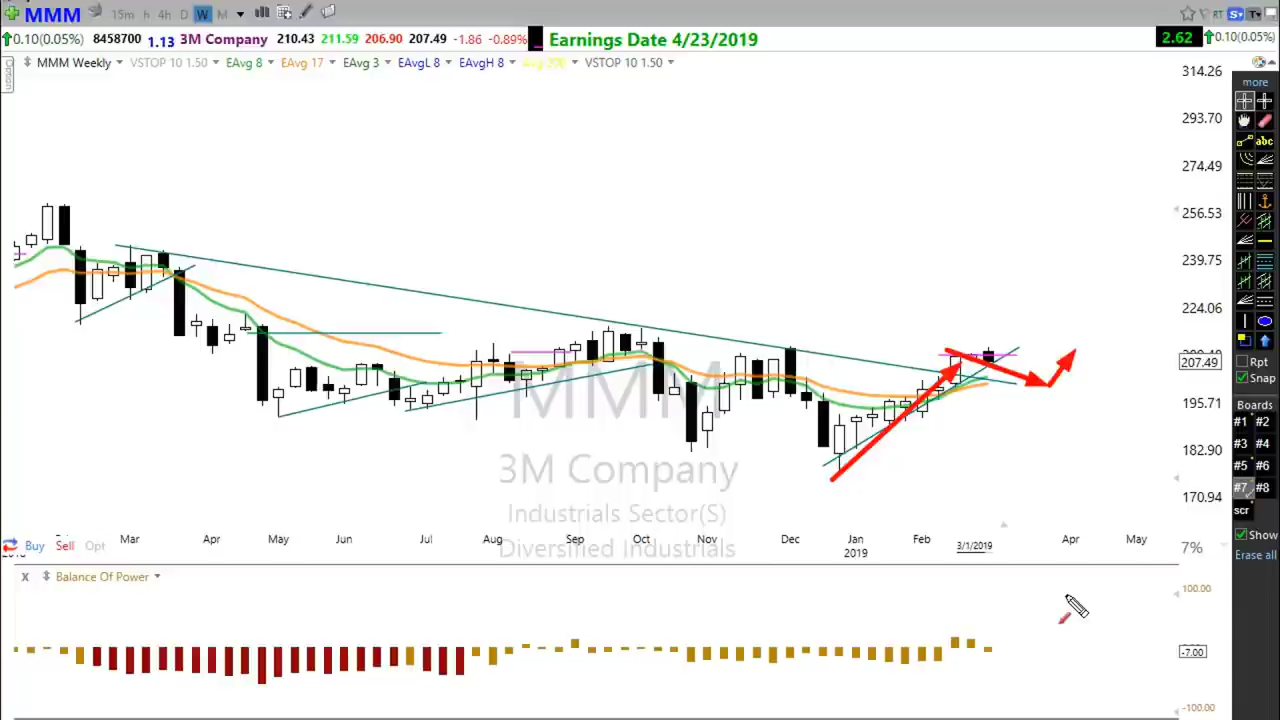 MMM 15m h 4h D W M RT S T
0.10(0.05%) 8458700 1.13 3M Company 210.43 211.59 206.90 207.49 -1.86 -0.89% Earnings Date 4/23/2019 2.62 0.10(0.05%)
Option MMM Weekly VSTOP 10 1.50 EAvg 8 EAvg 17 EAvg 3 EAvgL 8 EAvgH 8 VSTOP 10 1.50
314.26
293.70
274.49
256.53
239.75
224.06
207.49
195.71
182.90
170.94
7%
MMM
3M Company
Industrials Sector(S)
Diversified Industrials
Mar Apr May Jun Jul Aug Sep Oct Nov Dec Jan Feb 3/1/2019 Apr May
2019
Buy Sell Opt
X Balance Of Power
100.00
-7.00
-100.00
more
abc
Rpt
Snap
Boards
#1 #2
#3 #4
#5 #6
#7 #8
scr
Show
Erase all